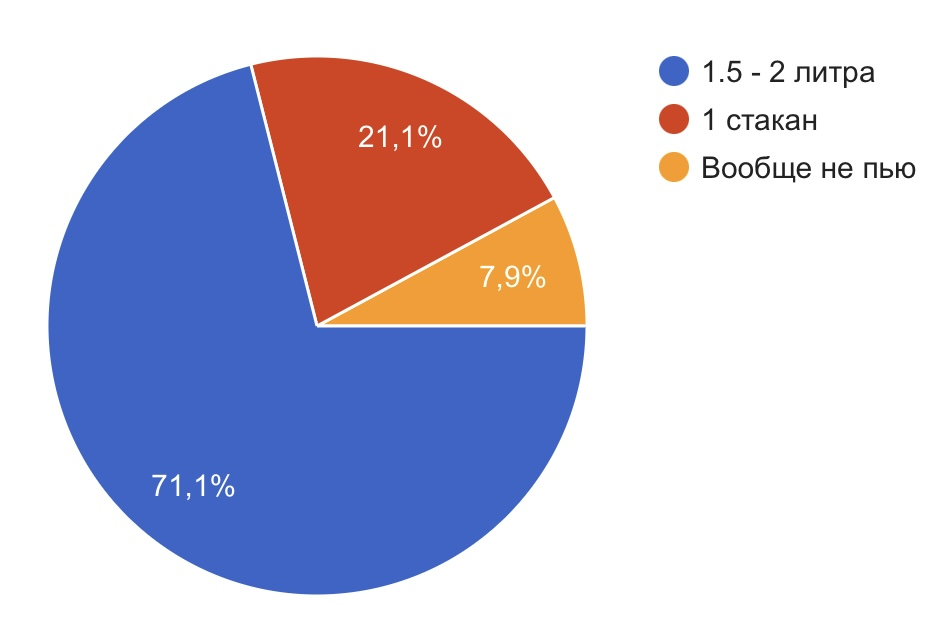 1.5 - 2 литра
1 стакан
Вообще не пью
21,1%
7,9%
71,1%